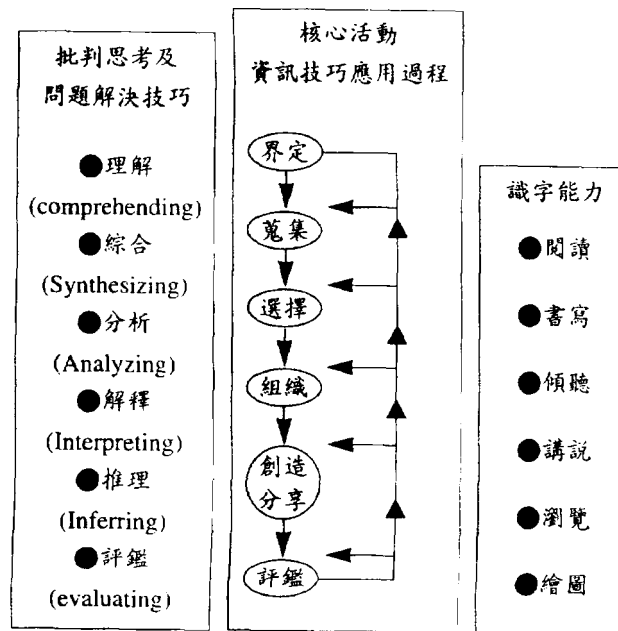 批判思考及
問題解決技巧
●理解
(comprehending)
●綜合
(Synthesizing)
●分析
(Analyzing)
●解釋
(Interpreting)
●推理
(Inferring)
●評鑑
(evaluating)
核心活動
資訊技巧應用過程
界定
蒐集
選擇
組織
創造
分享
評鑑
識字能力
●閱讀
●書寫
●傾聽
●講說
●瀏覽
●繪圖